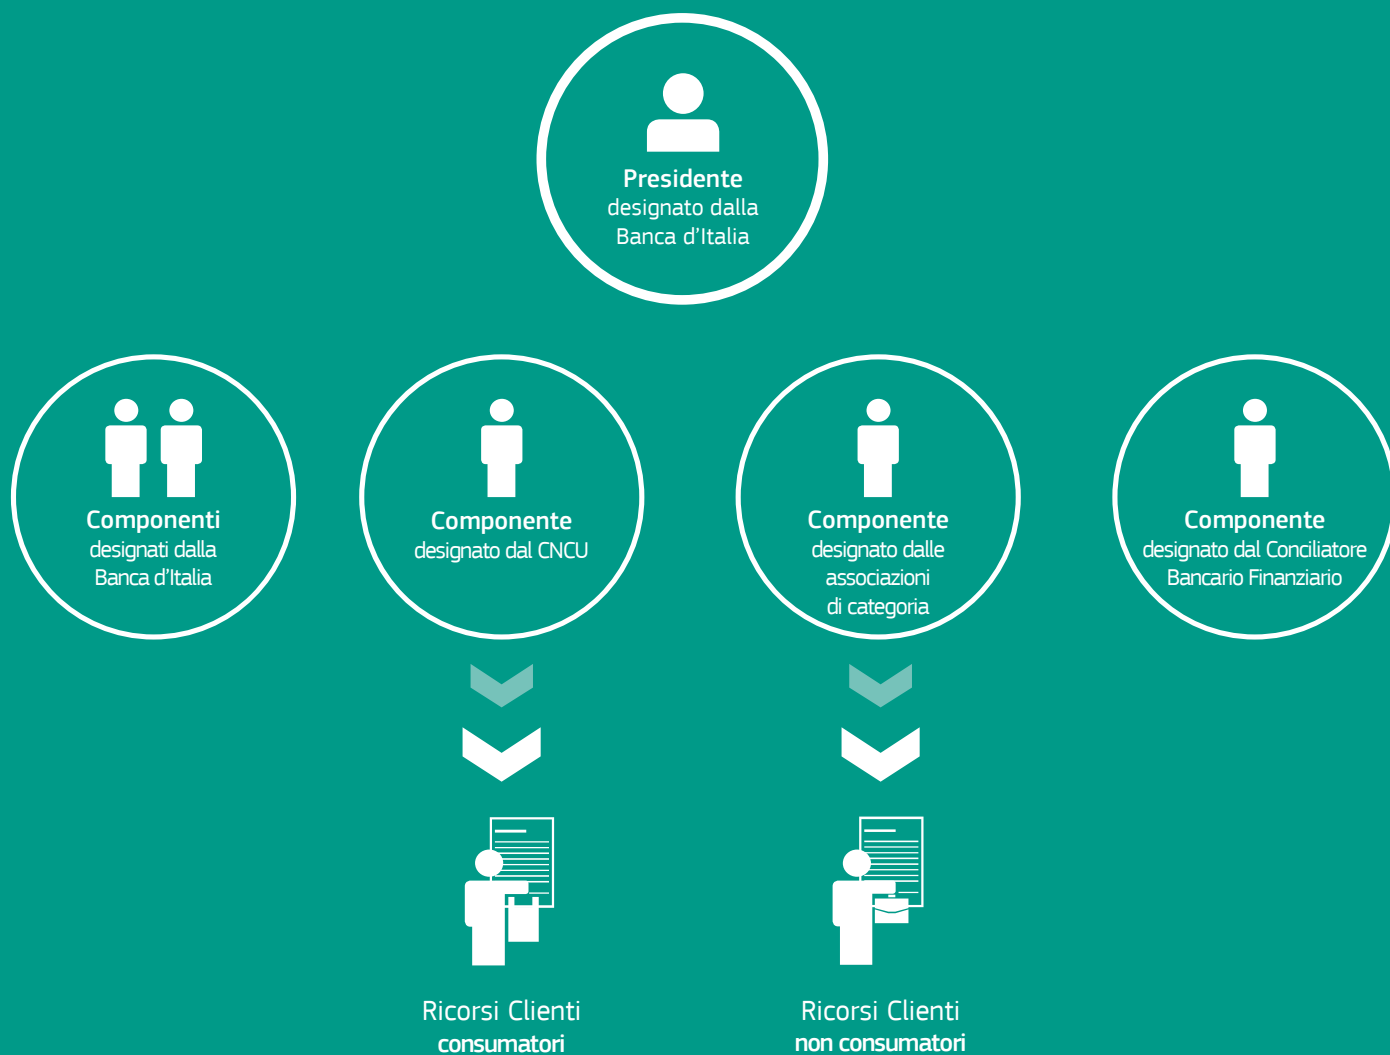 Presidente
designato dalla
Banca d’Italia
Componenti
designati dalla
Banca d’Italia
Componente
designato dal CNCU
Componente
designato dalle
associazioni
di categoria
Componente
designato dal Conciliatore
Bancario Finanziario
Ricorsi Clienti
consumatori
Ricorsi Clienti
non consumatori